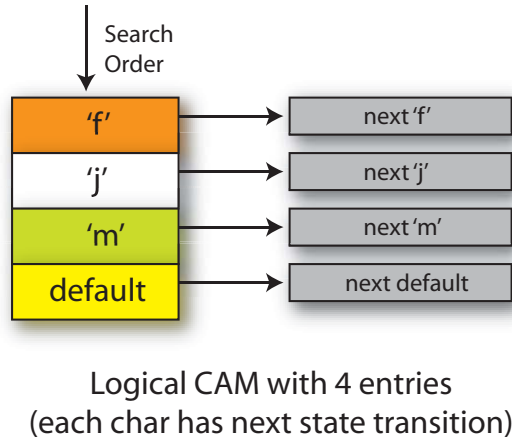 Search
Order
‘f’
next ‘f’
‘j’
next ‘j’
‘m’
next ‘m’
default
next default
Logical CAM with 4 entries
(each char has next state transition)